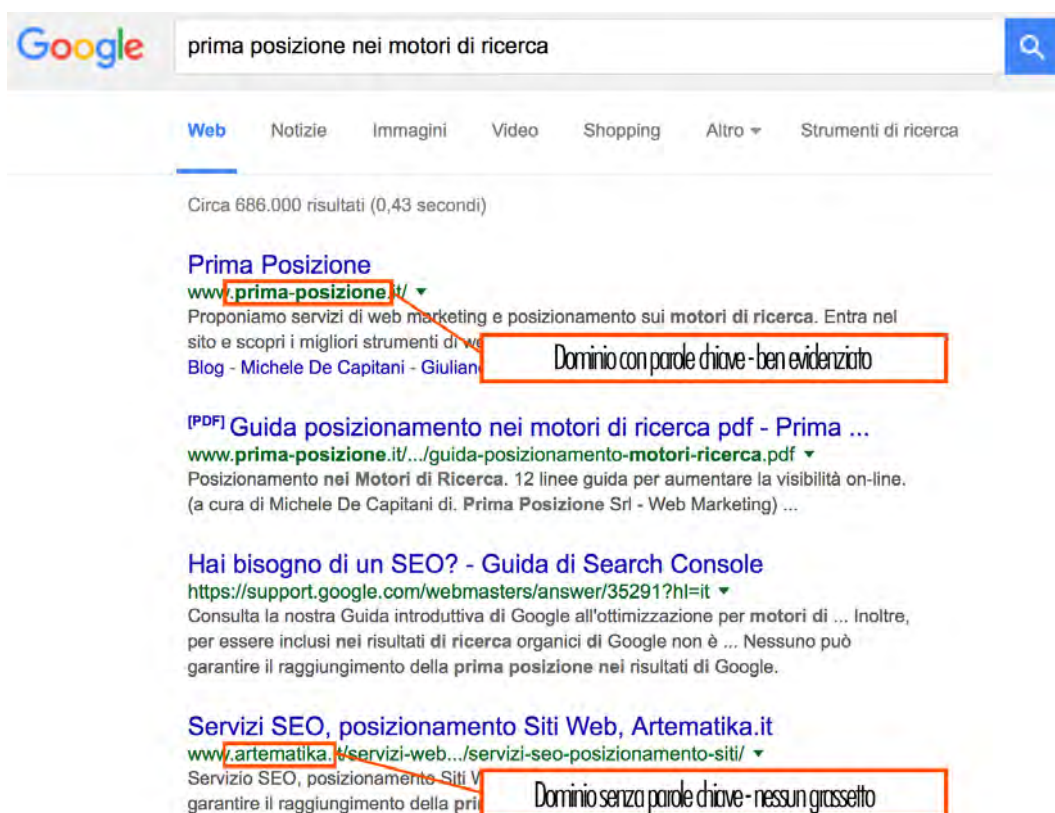 Google prima posizione nei motori di ricerca
Web Notizie Immagini Video Shopping Altro Strumenti di ricerca
Circa 686.000 risultati (0,43 secondi)
Prima Posizione
www.prima-posizione.it/
Proponiamo servizi di web marketing e posizionamento sui motori di ricerca. Entra nel
sito e scopri i migliori strumenti di
Blog - Michele De Capitani -
Dominio con parole chiave - ben evidenziato
[PDF] Guida posizionamento nei motori di ricerca pdf - Prima ...
www.prima-posizione.it/.../guida-posizionamento-motori-ricerca.pdf
Posizionamento nei Motori di Ricerca. 12 linee guida per aumentare la visibilità on-line.
(a cura di Michele De Capitani di. Prima Posizione Srl - Web Marketing) ...
Hai bisogno di un SEO? - Guida di Search Console
https://support.google.com/webmasters/answer/35291?hl=it
Consulta la nostra Guida introduttiva di Google all'ottimizzazione per motori di ... Inoltre,
per essere inclusi nei risultati di ricerca organici di Google non è ... Nessuno può
garantire il raggiungimento della prima posizione nei risultati di Google.
Servizi SEO, posizionamento Siti Web, Artematika.it
www.artematika.it/servizi-web.../servizi-seo-posizionamento-siti/
Servizio SEO, posizionamento Siti
garantire il raggiungimento della
Dominio senza parole chiave - nessun grassetto